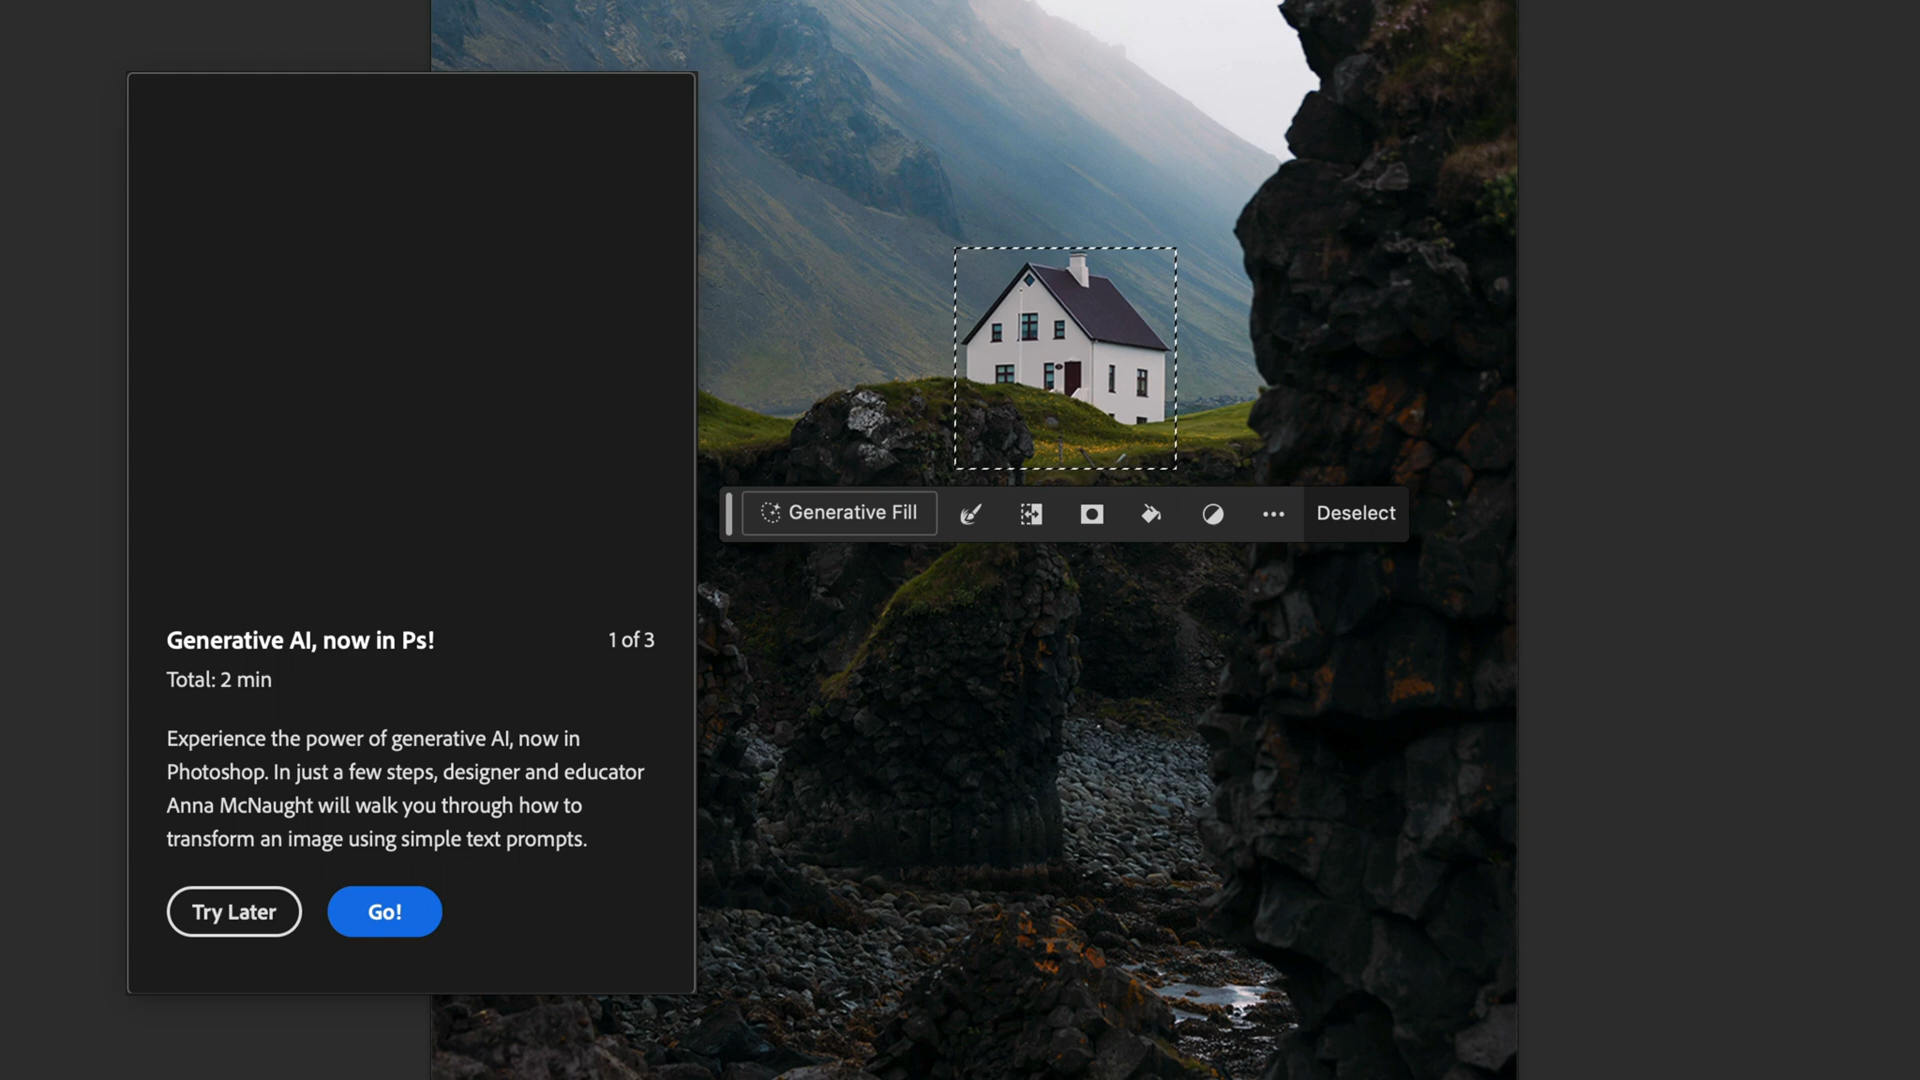 Generative Fill
Deselect
Generative AI, now in Ps!
1 of 3
Total: 2 min
Experience the power of generative AI, now in
Photoshop. In just a few steps, designer and educator
Anna McNaught will walk you through how to
transform an image using simple text prompts.
Try Later
Go!